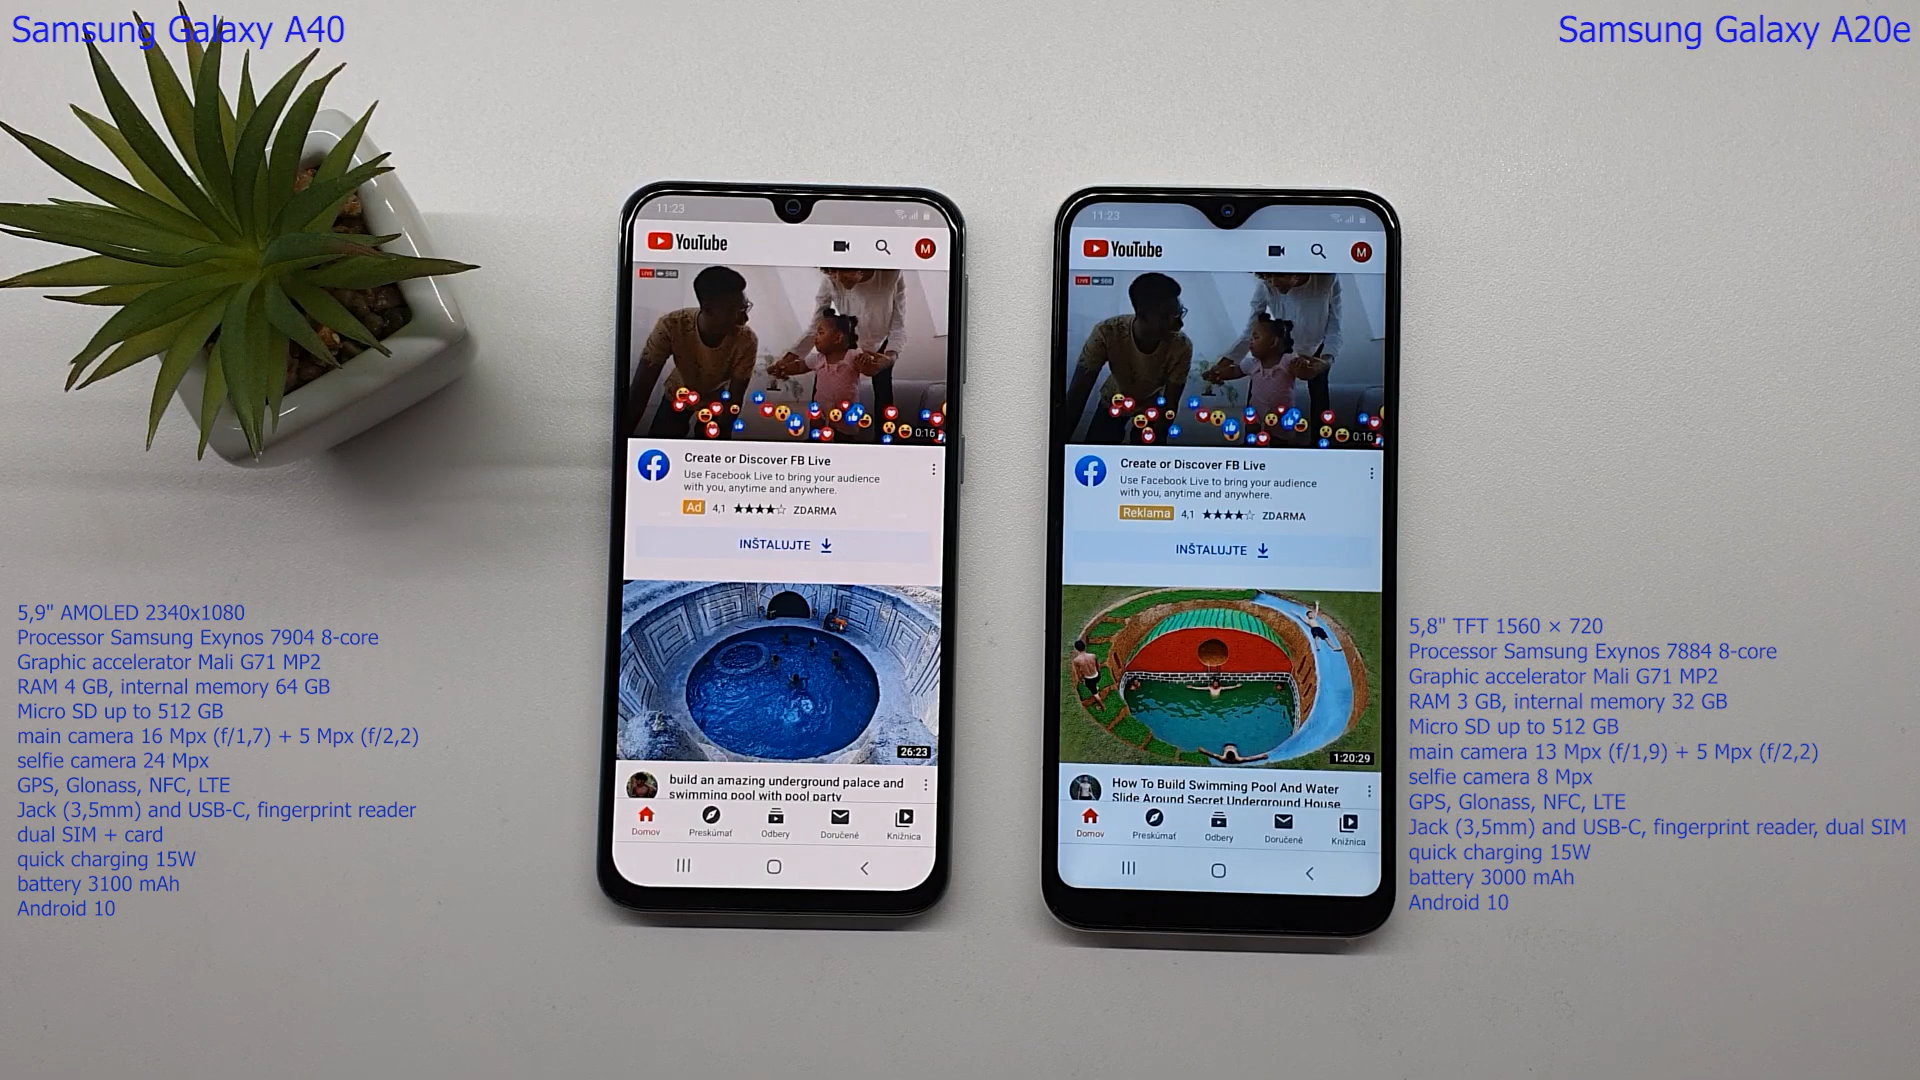 Samsung Galaxy A40
Samsung Galaxy A20e
11:23
YouTube
M
LIVE 588
0:16
Create or Discover FB Live
Use Facebook Live to bring your audience
with you, anytime and anywhere.
Ad 4,1 ★★★★☆ ZDARMA
INŠTALUJTE
26:23
build an amazing underground palace and
swimming pool with pool party
Domov Preskúmať Odbery Doručené Knižnica
11:23
YouTube
M
LIVE 588
0:16
Create or Discover FB Live
Use Facebook Live to bring your audience
with you, anytime and anywhere.
Reklama 4,1 ★★★★☆ ZDARMA
INŠTALUJTE
1:20:29
How To Build Swimming Pool And Water
Slide Around Secret Underground House
Domov Preskúmať Odbery Doručené Knižnica
5,9" AMOLED 2340x1080
Processor Samsung Exynos 7904 8-core
Graphic accelerator Mali G71 MP2
RAM 4 GB, internal memory 64 GB
Micro SD up to 512 GB
main camera 16 Mpx (f/1,7) + 5 Mpx (f/2,2)
selfie camera 24 Mpx
GPS, Glonass, NFC, LTE
Jack (3,5mm) and USB-C, fingerprint reader
dual SIM + card
quick charging 15W
battery 3100 mAh
Android 10
5,8" TFT 1560 × 720
Processor Samsung Exynos 7884 8-core
Graphic accelerator Mali G71 MP2
RAM 3 GB, internal memory 32 GB
Micro SD up to 512 GB
main camera 13 Mpx (f/1,9) + 5 Mpx (f/2,2)
selfie camera 8 Mpx
GPS, Glonass, NFC, LTE
Jack (3,5mm) and USB-C, fingerprint reader, dual SIM
quick charging 15W
battery 3000 mAh
Android 10